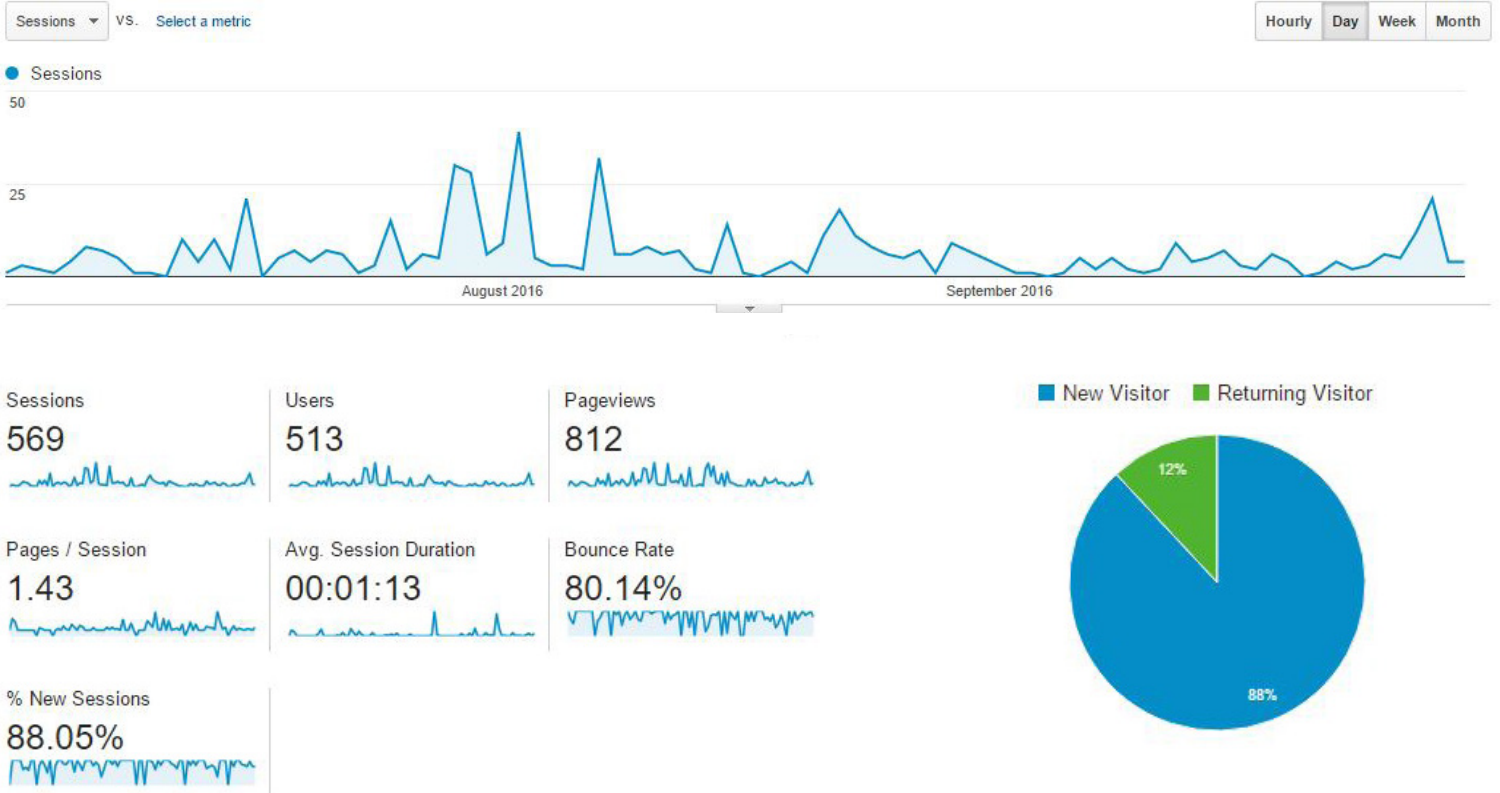 Sessions VS. Select a metric Hourly Day Week Month
Sessions
50
25
August 2016 September 2016
Sessions Users Pageviews
569 513 812
Pages / Session Avg. Session Duration Bounce Rate
1.43 00:01:13 80.14%
% New Sessions
88.05%
New Visitor Returning Visitor
12%
88%